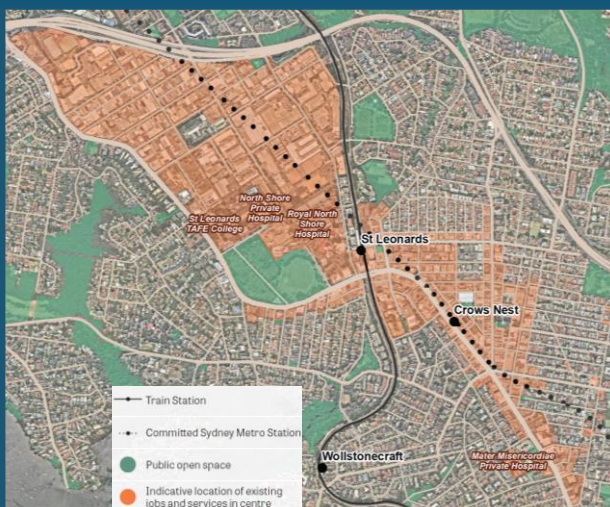 North Shore
Private
Hospital
St Leonards
TAFE College
Royal North
Shore
Hospital
St Leonards
Crows Nest
Wollstonecraft
Mater Misericordiae
Private Hospital
Train Station
Committed Sydney Metro Station
Public open space
Indicative location of existing
jobs and services in centre